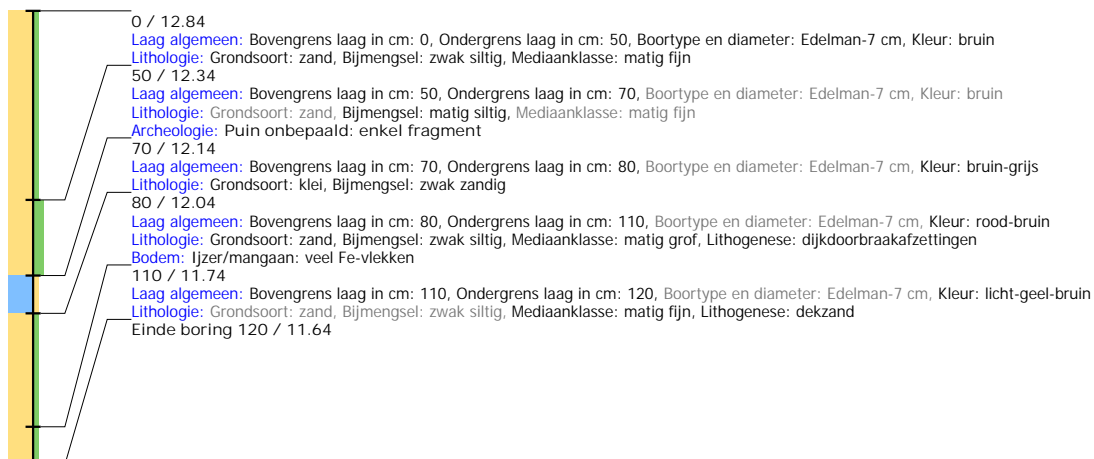 0 / 12.84
Laag algemeen: Bovengrens laag in cm: 0, Ondergrens laag in cm: 50, Boortype en diameter: Edelman-7 cm, Kleur: bruin
Lithologie: Grondsoort: zand, Bijmengsel: zwak siltig, Mediaanklasse: matig fijn
50 / 12.34
Laag algemeen: Bovengrens laag in cm: 50, Ondergrens laag in cm: 70, Boortype en diameter: Edelman-7 cm, Kleur: bruin
Lithologie: Grondsoort: zand, Bijmengsel: matig siltig, Mediaanklasse: matig fijn
Archeologie: Puin onbepaald: enkel fragment
70 / 12.14
Laag algemeen: Bovengrens laag in cm: 70, Ondergrens laag in cm: 80, Boortype en diameter: Edelman-7 cm, Kleur: bruin-grijs
Lithologie: Grondsoort: klei, Bijmengsel: zwak zandig
80 / 12.04
Laag algemeen: Bovengrens laag in cm: 80, Ondergrens laag in cm: 110, Boortype en diameter: Edelman-7 cm, Kleur: rood-bruin
Lithologie: Grondsoort: zand, Bijmengsel: zwak siltig, Mediaanklasse: matig grof, Lithogenese: dijkdoorbraakafzettingen
Bodem: Ijzer/mangaan: veel Fe-vlekken
110 / 11.74
Laag algemeen: Bovengrens laag in cm: 110, Ondergrens laag in cm: 120, Boortype en diameter: Edelman-7 cm, Kleur: licht-geel-bruin
Lithologie: Grondsoort: zand, Bijmengsel: zwak siltig, Mediaanklasse: matig fijn, Lithogenese: dekzand
Einde boring 120 / 11.64